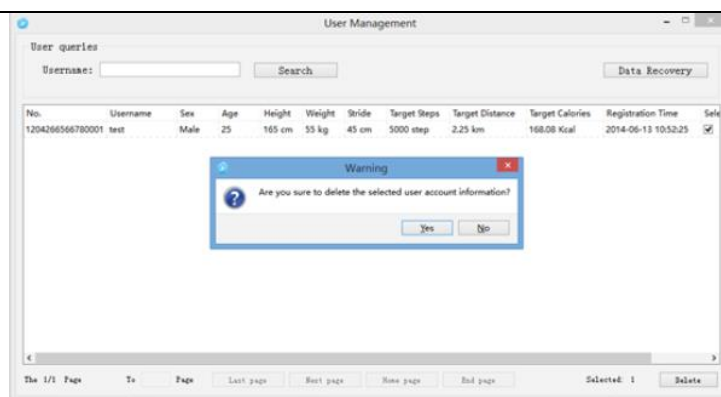 User Management
User queries
Username: Search Data Recovery
No. Username Sex Age Height Weight Stride Target Steps Target Distance Target Calories Registration Time Sele
1204266566780001 test Male 25 165 cm 55 kg 45 cm 5000 step 2.25 km 168.08 Kcal 2014-06-13 10:52:25
Warning
Are you sure to delete the selected user account information?
Yes No
The 1/1 Page To Page Last page Next page Home page End page Selected: 1 Delete